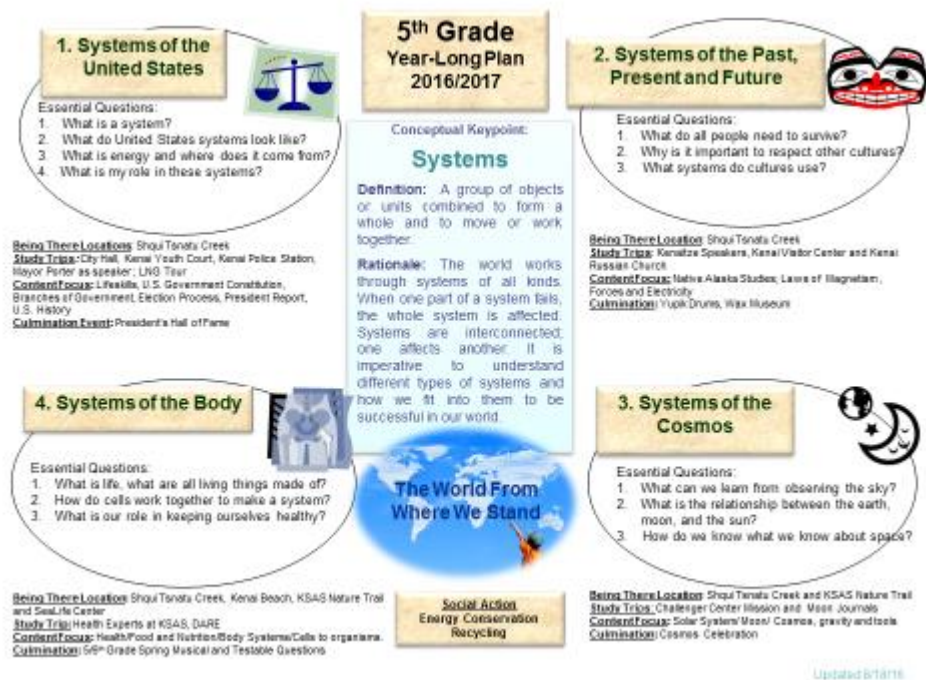 5th Grade
Year-Long Plan
2016/2017
1. Systems of the
United States
Essential Questions:
1. What is a system?
2. What do United States systems look like?
3. What is energy and where does it come from?
4. What is my role in these systems?
Being There Locations: Shqui Tsnatu Creek
Study Trips: City Hall, Kenai Youth Court, Kenai Police Station,
Mayor Porter as speaker; LNG Tour
Content Focus: Lifeskills, U.S. Government Constitution,
Branches of Government, Election Process, President Report,
U.S. History
Culmination Event: President's Hall of Fame
Conceptual Keypoint:
Systems
Definition: A group of objects
or units combined to form a
whole and to move or work
together.
Rationale: The world works
through systems of all kinds.
When one part of a system fails,
the whole system is affected.
Systems are interconnected;
one affects another. It is
imperative to understand
different types of systems and
how we fit into them to be
successful in our world.
2. Systems of the Past,
Present and Future
Essential Questions:
1. What do all people need to survive?
2. Why is it important to respect other cultures?
3. What systems do cultures use?
Being There Location: Shqui Tsnatu Creek
Study Trips: Kenaitze Speakers, Kenai Visitor Center and Kenai
Russian Church
Content Focus: Native Alaska Studies; Laws of Magnetism,
Forces and Electricity
Culmination: Yupik Drums, Wax Museum
4. Systems of the Body
Essential Questions:
1. What is life, what are all living things made of?
2. How do cells work together to make a system?
3. What is our role in keeping ourselves healthy?
Being There Location: Shqui Tsnatu Creek, Kenai Beach, KSAS Nature Trail
and SeaLife Center
Study Trip: Health Experts at KSAS, DARE
Content Focus: Health/Food and Nutrition/Body Systems/Cells to organisms.
Culmination: 5/6th Grade Spring Musical and Testable Questions
The World From
Where We Stand
Social Action
Energy Conservation
Recycling
3. Systems of the
Cosmos
Essential Questions:
1. What can we learn from observing the sky?
2. What is the relationship between the earth,
moon, and the sun?
3. How do we know what we know about space?
Being There Location: Shqui Tsnatu Creek and KSAS Nature Trail
Study Trips: Challenger Center Mission and Moon Journals
Content Focus: Solar System/Moon/ Cosmos, gravity and tools
Culmination: Cosmos Celebration
Updated 8/18/16